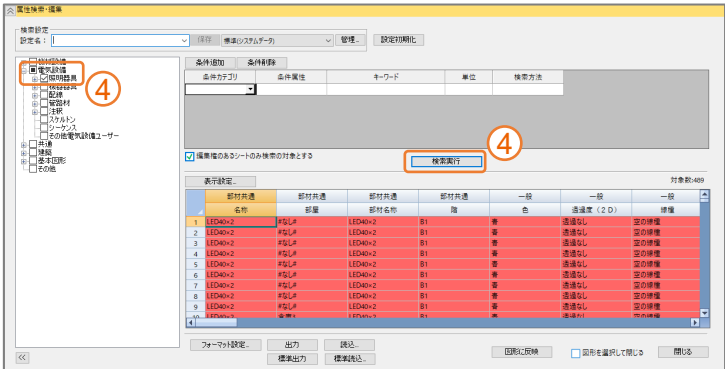 属性検索・編集
検索設定
設定名： 保存 標準(システムデータ) 管理... 設定初期化
条件追加 条件削除
条件カテゴリ 条件属性 キーワード 単位 検索方法
電気設備
照明器具
機器器具
配線
管路材
注釈
スケルトン
シーケンス
その他電気設備ユーザー
共通
建築
基本図形
その他
④
④
編集権のあるシートのみ検索の対象とする
検索実行
表示設定... 対象数:489
部材共通 部材共通 部材共通 部材共通 一般 一般 一般
名称 部屋 部材名称 階 色 透過度（2D） 線種
1 LED40×2 #なし# LED40×2 B1 青 透過なし 空の線種
2 LED40×2 #なし# LED40×2 B1 青 透過なし 空の線種
3 LED40×2 #なし# LED40×2 B1 青 透過なし 空の線種
4 LED40×2 #なし# LED40×2 B1 青 透過なし 空の線種
5 LED40×2 #なし# LED40×2 B1 青 透過なし 空の線種
6 LED40×2 #なし# LED40×2 B1 青 透過なし 空の線種
7 LED40×2 #なし# LED40×2 B1 青 透過なし 空の線種
8 LED40×2 #なし# LED40×2 B1 青 透過なし 空の線種
9 LED40×2 #なし# LED40×2 B1 青 透過なし 空の線種
フォーマット設定... 出力 読込...
標準出力 標準読込...
図形に反映 図形を選択して閉じる 閉じる